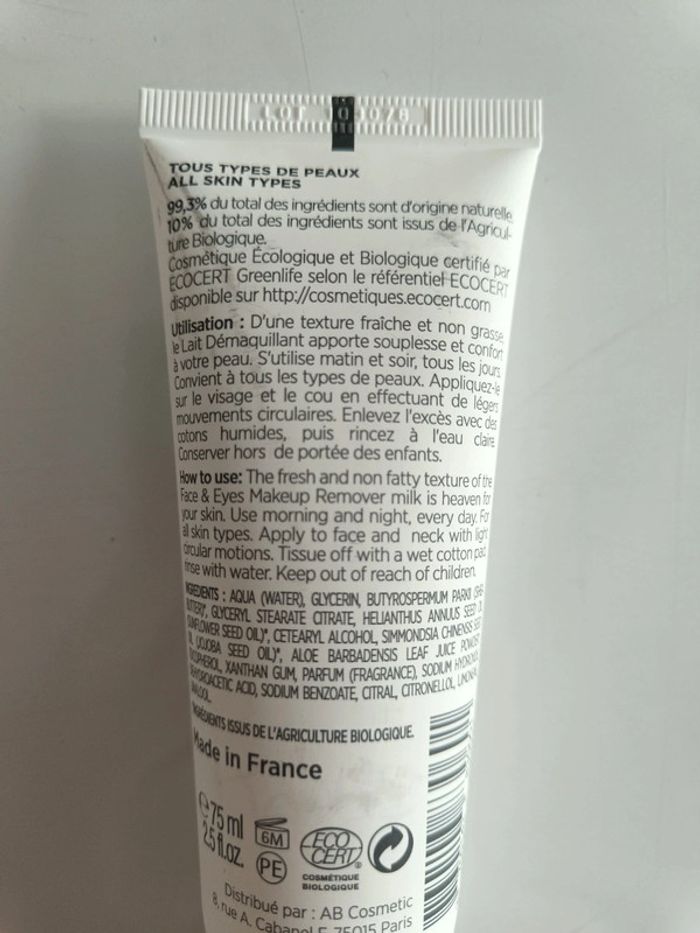 LOT 103078
TOUS TYPES DE PEAUX
ALL SKIN TYPES
99,3% du total des ingrédients sont d'origine naturelle
10% du total des ingrédients sont issus de l'Agricul-
ture Biologique.
Cosmétique Écologique et Biologique certifié par
ECOCERT Greenlife selon le référentiel ECOCERT
disponible sur http://cosmetiques.ecocert.com
Utilisation : D'une texture fraîche et non grasse,
le Lait Démaquillant apporte souplesse et confort
à votre peau. S'utilise matin et soir, tous les jours.
Convient à tous les types de peaux. Appliquez-le
sur le visage et le cou en effectuant de légers
mouvements circulaires. Enlevez l'excès avec des
cotons humides, puis rincez à l'eau claire.
Conserver hors de portée des enfants.
How to use: The fresh and non fatty texture of the
Face & Eyes Makeup Remover milk is heaven for
your skin. Use morning and night, every day. For
all skin types. Apply to face and neck with light
circular motions. Tissue off with a wet cotton pad,
rinse with water. Keep out of reach of children.
INGREDIENTS : AQUA (WATER), GLYCERIN, BUTYROSPERMUM PARKII (SHEA
BUTTER)*, GLYCERYL STEARATE CITRATE, HELIANTHUS ANNUUS SEED OIL
(SUNFLOWER SEED OIL)*, CETEARYL ALCOHOL, SIMMONDSIA CHINENSIS SEED
OIL (JOJOBA SEED OIL)*, ALOE BARBADENSIS LEAF JUICE POWDER*,
TOCOPHEROL, XANTHAN GUM, PARFUM (FRAGRANCE), SODIUM
DEHYDROACETIC ACID, SODIUM BENZOATE, CITRAL, CITRONELLOL,
LINALOOL
INGRÉDIENTS ISSUS DE L'AGRICULTURE BIOLOGIQUE.
Made in France
e 75 ml
2.5 fl.oz.
6M
PE
ECO
CERT
COSMÉTIQUE
BIOLOGIQUE
Distribué par : AB Cosmetic
8, rue A. Cabanel F-75015 Paris